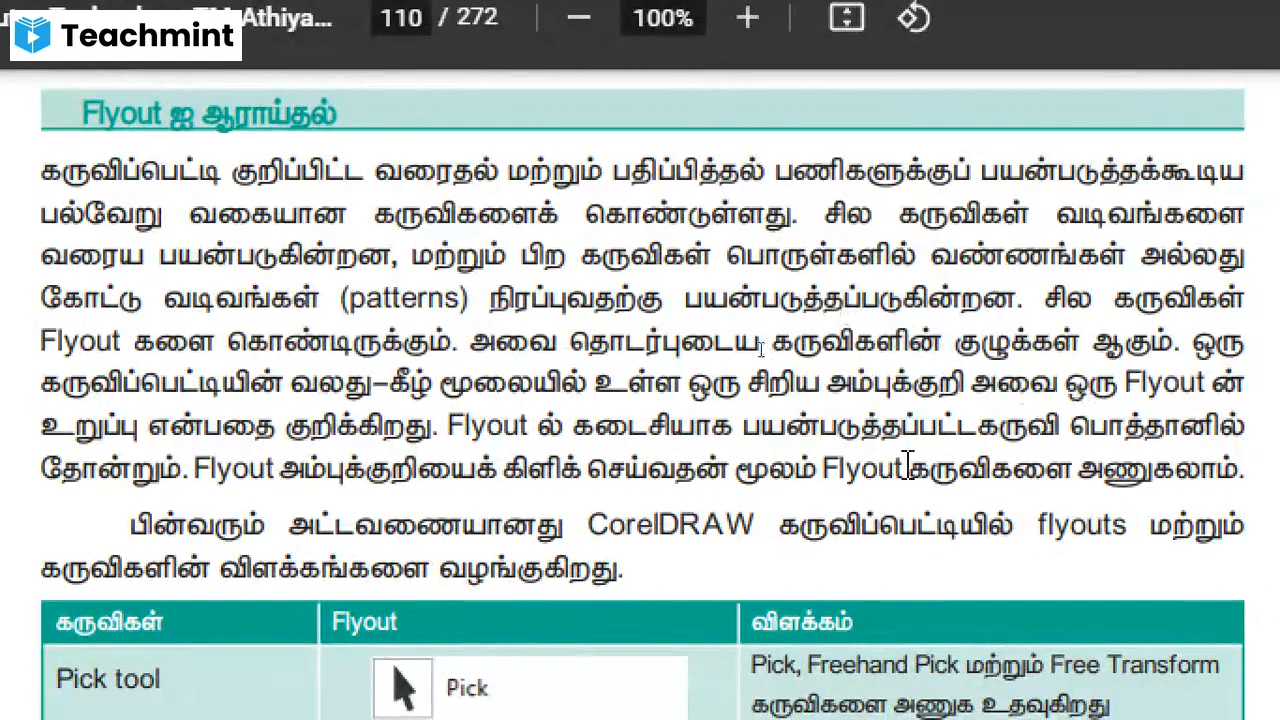 Athiya... 110 / 272 100%
Teachmint
Flyout ஐ ஆராய்தல்
கருவிப்பெட்டி குறிப்பிட்ட வரைதல் மற்றும் பதிப்பித்தல் பணிகளுக்குப் பயன்படுத்தக்கூடிய
பல்வேறு வகையான கருவிகளைக் கொண்டுள்ளது. சில கருவிகள் வடிவங்களை
வரைய பயன்படுகின்றன, மற்றும் பிற கருவிகள் பொருள்களில் வண்ணங்கள் அல்லது
கோட்டு வடிவங்கள் (patterns) நிரப்புவதற்கு பயன்படுத்தப்படுகின்றன. சில கருவிகள்
Flyout களை கொண்டிருக்கும். அவை தொடர்புடைய கருவிகளின் குழுக்கள் ஆகும். ஒரு
கருவிப்பெட்டியின் வலது–கீழ் மூலையில் உள்ள ஒரு சிறிய அம்புக்குறி அவை ஒரு Flyout ன்
உறுப்பு என்பதை குறிக்கிறது. Flyout ல் கடைசியாக பயன்படுத்தப்பட்டகருவி பொத்தானில்
தோன்றும். Flyout அம்புக்குறியைக் கிளிக் செய்வதன் மூலம் Flyout கருவிகளை அணுகலாம்.
பின்வரும் அட்டவணையானது CorelDRAW கருவிப்பெட்டியில் flyouts மற்றும்
கருவிகளின் விளக்கங்களை வழங்குகிறது.
கருவிகள் Flyout விளக்கம்
Pick tool Pick Pick, Freehand Pick மற்றும் Free Transform
கருவிகளை அணுக உதவுகிறது